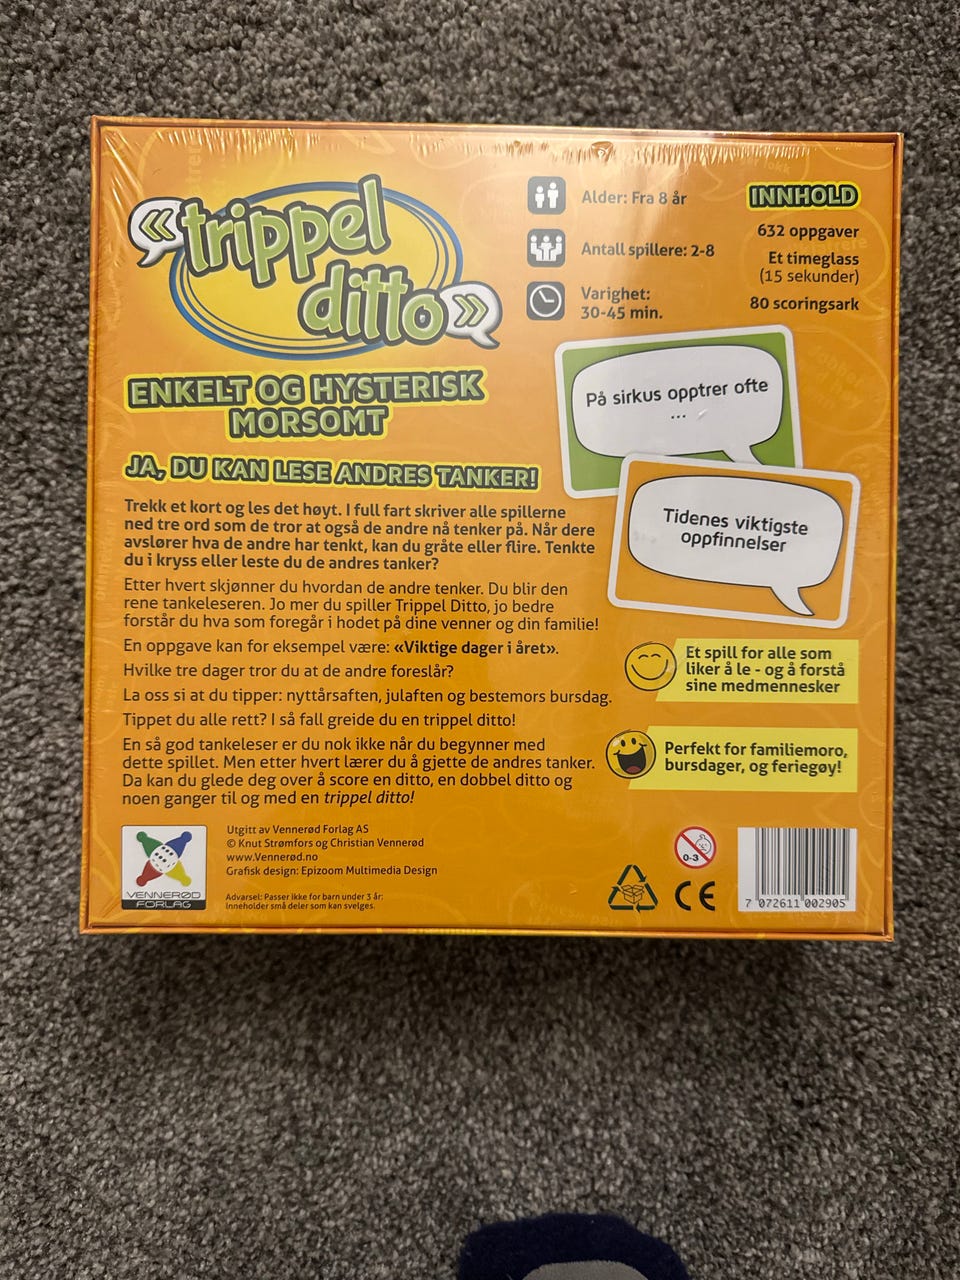 «trippel
ditto»
ENKELT OG HYSTERISK
MORSOMT
JA, DU KAN LESE ANDRES TANKER!
Trekk et kort og les det høyt. I full fart skriver alle spillerne
ned tre ord som de tror at også de andre nå tenker på. Når dere
avslører hva de andre har tenkt, kan du gråte eller flire. Tenkte
du i kryss eller leste du de andres tanker?
Etter hvert skjønner du hvordan de andre tenker. Du blir den
rene tankeleseren. Jo mer du spiller Trippel Ditto, jo bedre
forstår du hva som foregår i hodet på dine venner og din familie!
En oppgave kan for eksempel være: «Viktige dager i året».
Hvilke tre dager tror du at de andre foreslår?
La oss si at du tipper: nyttårsaften, julaften og bestemors bursdag.
Tippet du alle rett? I så fall greide du en trippel ditto!
En så god tankeleser er du nok ikke når du begynner med
dette spillet. Men etter hvert lærer du å gjette de andres tanker.
Da kan du glede deg over å score en ditto, en dobbel ditto og
noen ganger til og med en trippel ditto!
Alder: Fra 8 år
Antall spillere: 2-8
Varighet:
30-45 min.
INNHOLD
632 oppgaver
Et timeglass
(15 sekunder)
80 scoringsark
På sirkus opptrer ofte
...
Tidenes viktigste
oppfinnelser
Et spill for alle som
liker å le - og å forstå
sine medmennesker
Perfekt for familiemoro,
bursdager, og feriegøy!
VENNERØD
FORLAG
Utgitt av Vennerød Forlag AS
© Knut Strømfors og Christian Vennerød
www.Vennerød.no
Grafisk design: Epizoom Multimedia Design
Advarsel: Passer ikke for barn under 3 år:
Inneholder små deler som kan svelges.
0-3
CE
7 072611 002905